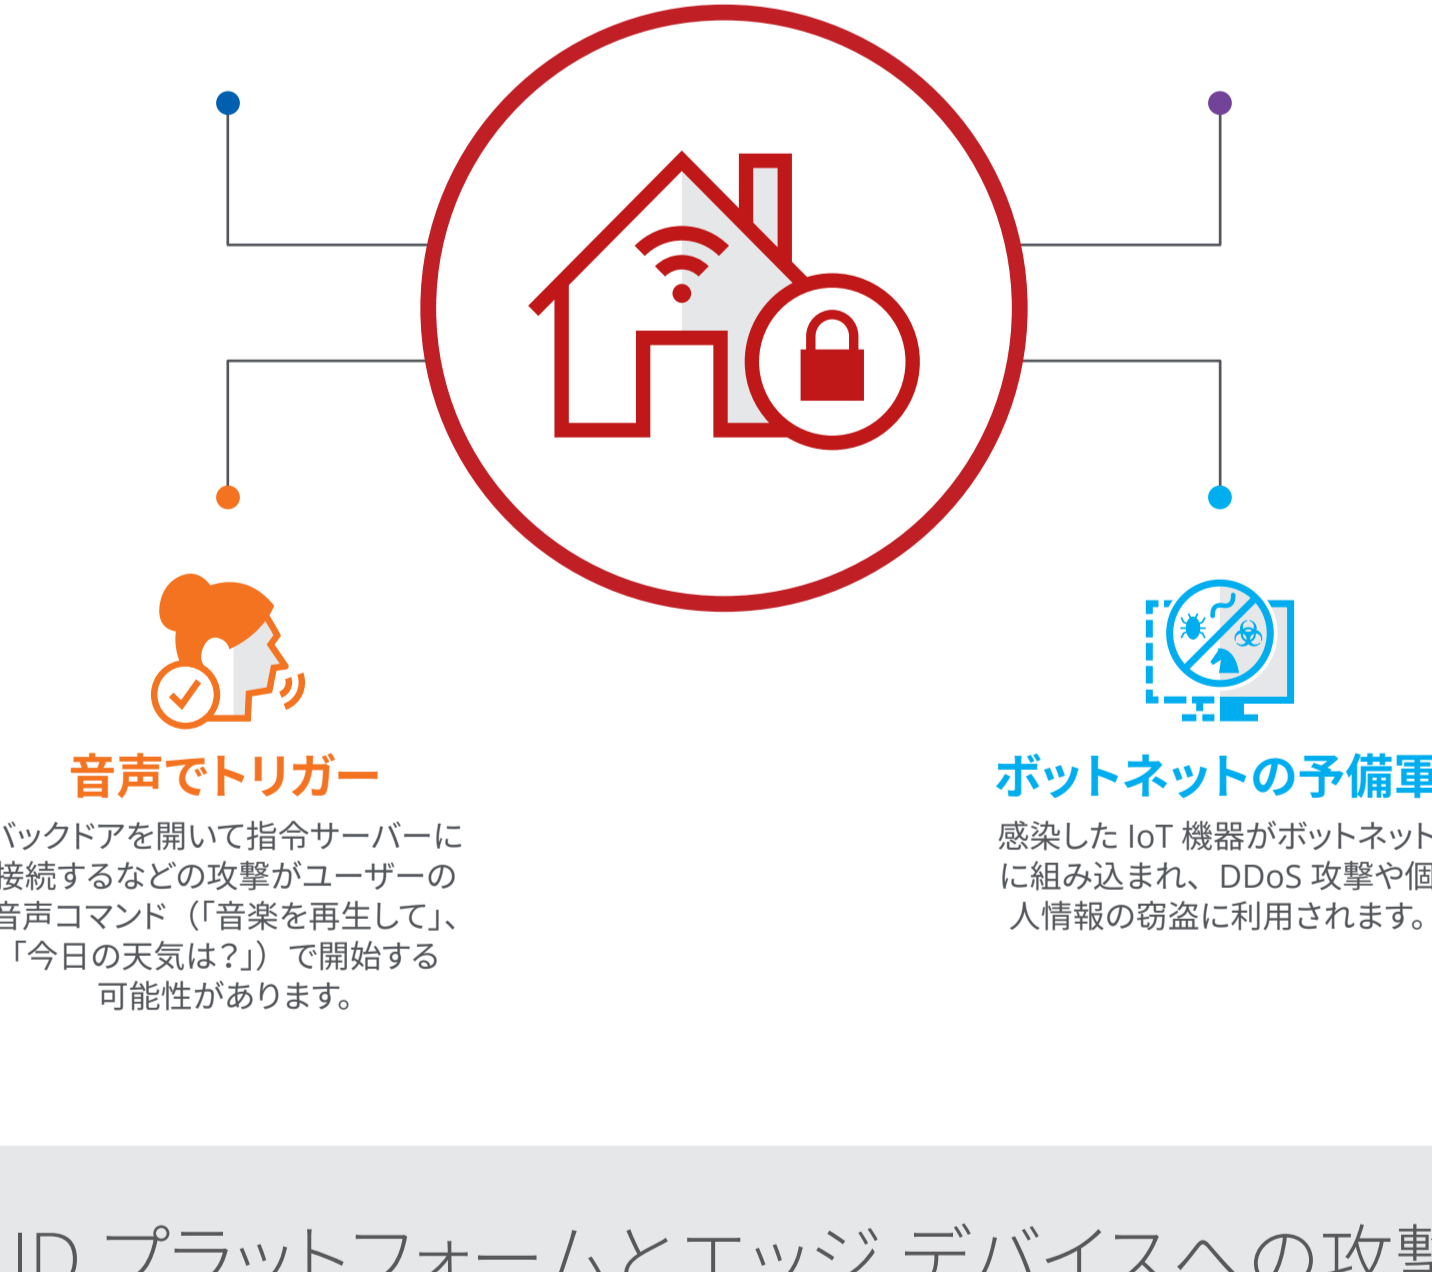 音声でトリガー
バックドアを開いて指令サーバーに
接続するなどの攻撃がユーザーの
音声コマンド（「音楽を再生して」、
「今日の天気は？」）で開始する
可能性があります。
ボットネットの予備軍
感染した IoT 機器がボットネット
に組み込まれ、DDoS 攻撃や個
人情報の窃盗に利用されます。
ID プラットフォームとエッジ デバイスへの攻撃